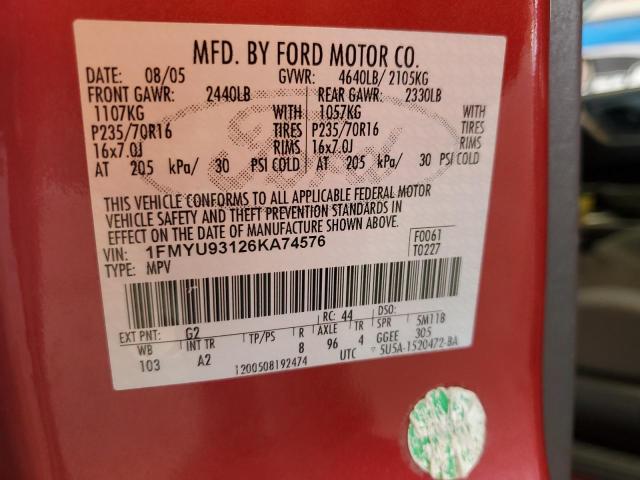 MFD. BY FORD MOTOR CO.
DATE: 08/05 GVWR: 4640LB/ 2105KG
FRONT GAWR: 2440LB REAR GAWR: 2330LB
1107KG WITH 1057KG WITH
P235/70R16 TIRES P235/70R16 TIRES
16x7.0J RIMS 16x7.0J RIMS
AT 205 kPa/ 30 PSI COLD AT 205 kPa/ 30 PSI COLD
THIS VEHICLE CONFORMS TO ALL APPLICABLE FEDERAL MOTOR
VEHICLE SAFETY AND THEFT PREVENTION STANDARDS IN
EFFECT ON THE DATE OF MANUFACTURE SHOWN ABOVE.
VIN: 1FMYU93126KA74576 F0061
TYPE: MPV T0227
EXT PNT: G2 RC: 44 DSO:
WB INT TR TP/PS R AXLE TR SPR 5M11B
103 A2 8 96 4 GGEE 305
1200508192474 UTC 5U5A-1520472-BA